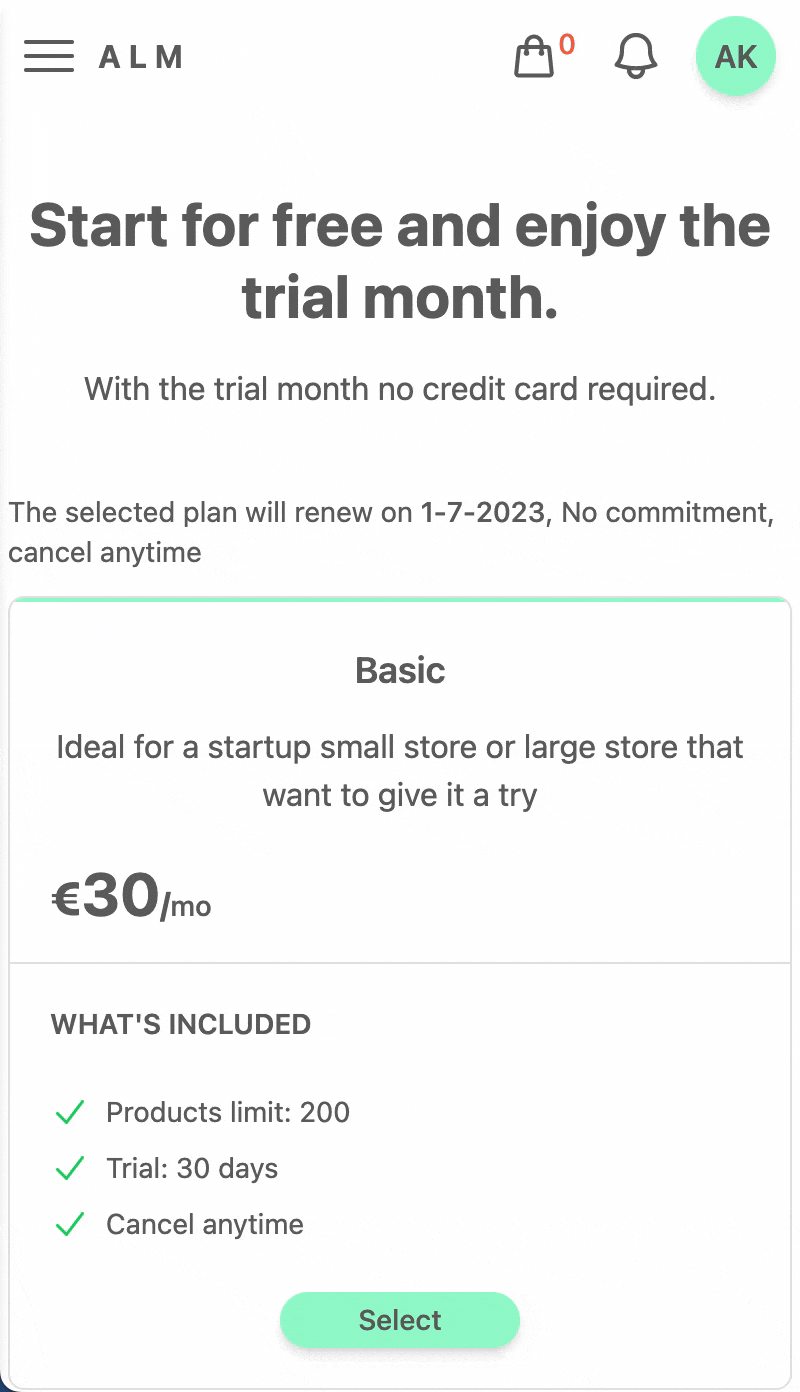 ALM
0
AK
Start for free and enjoy the
trial month.
With the trial month no credit card required.
The selected plan will renew on 1-7-2023, No commitment,
cancel anytime
Basic
Ideal for a startup small store or large store that
want to give it a try
€30/mo
WHAT'S INCLUDED
Products limit: 200
Trial: 30 days
Cancel anytime
Select